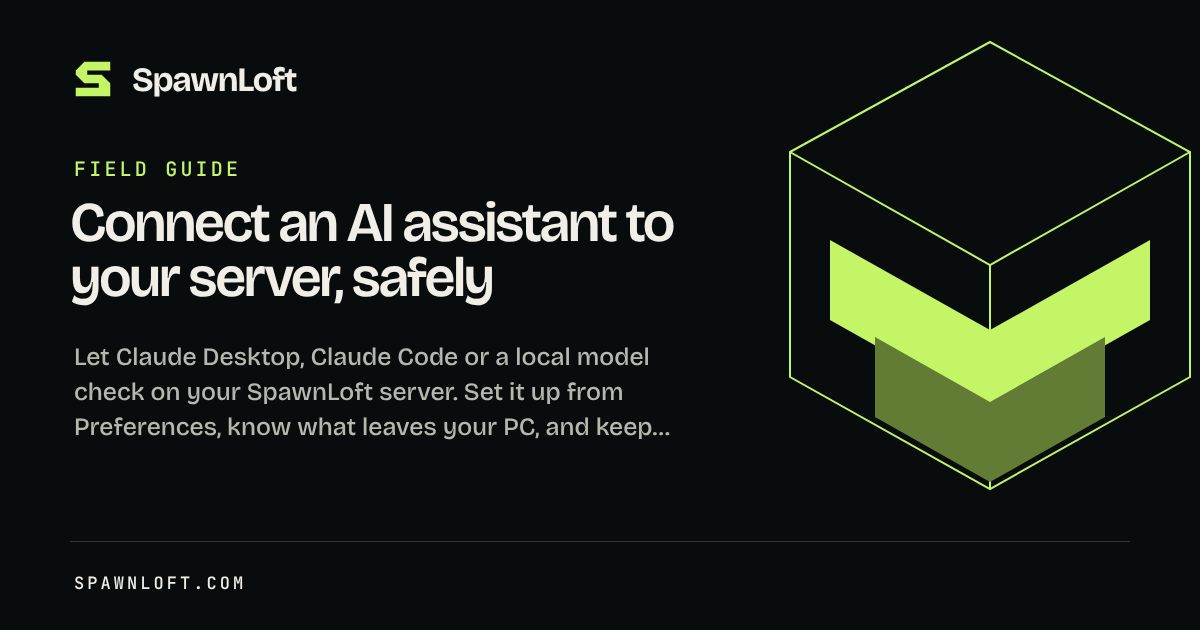 SpawnLoft
FIELD GUIDE
Connect an AI assistant to
your server, safely
Let Claude Desktop, Claude Code or a local model
check on your SpawnLoft server. Set it up from
Preferences, know what leaves your PC, and keep...
SPAWNLOFT.COM